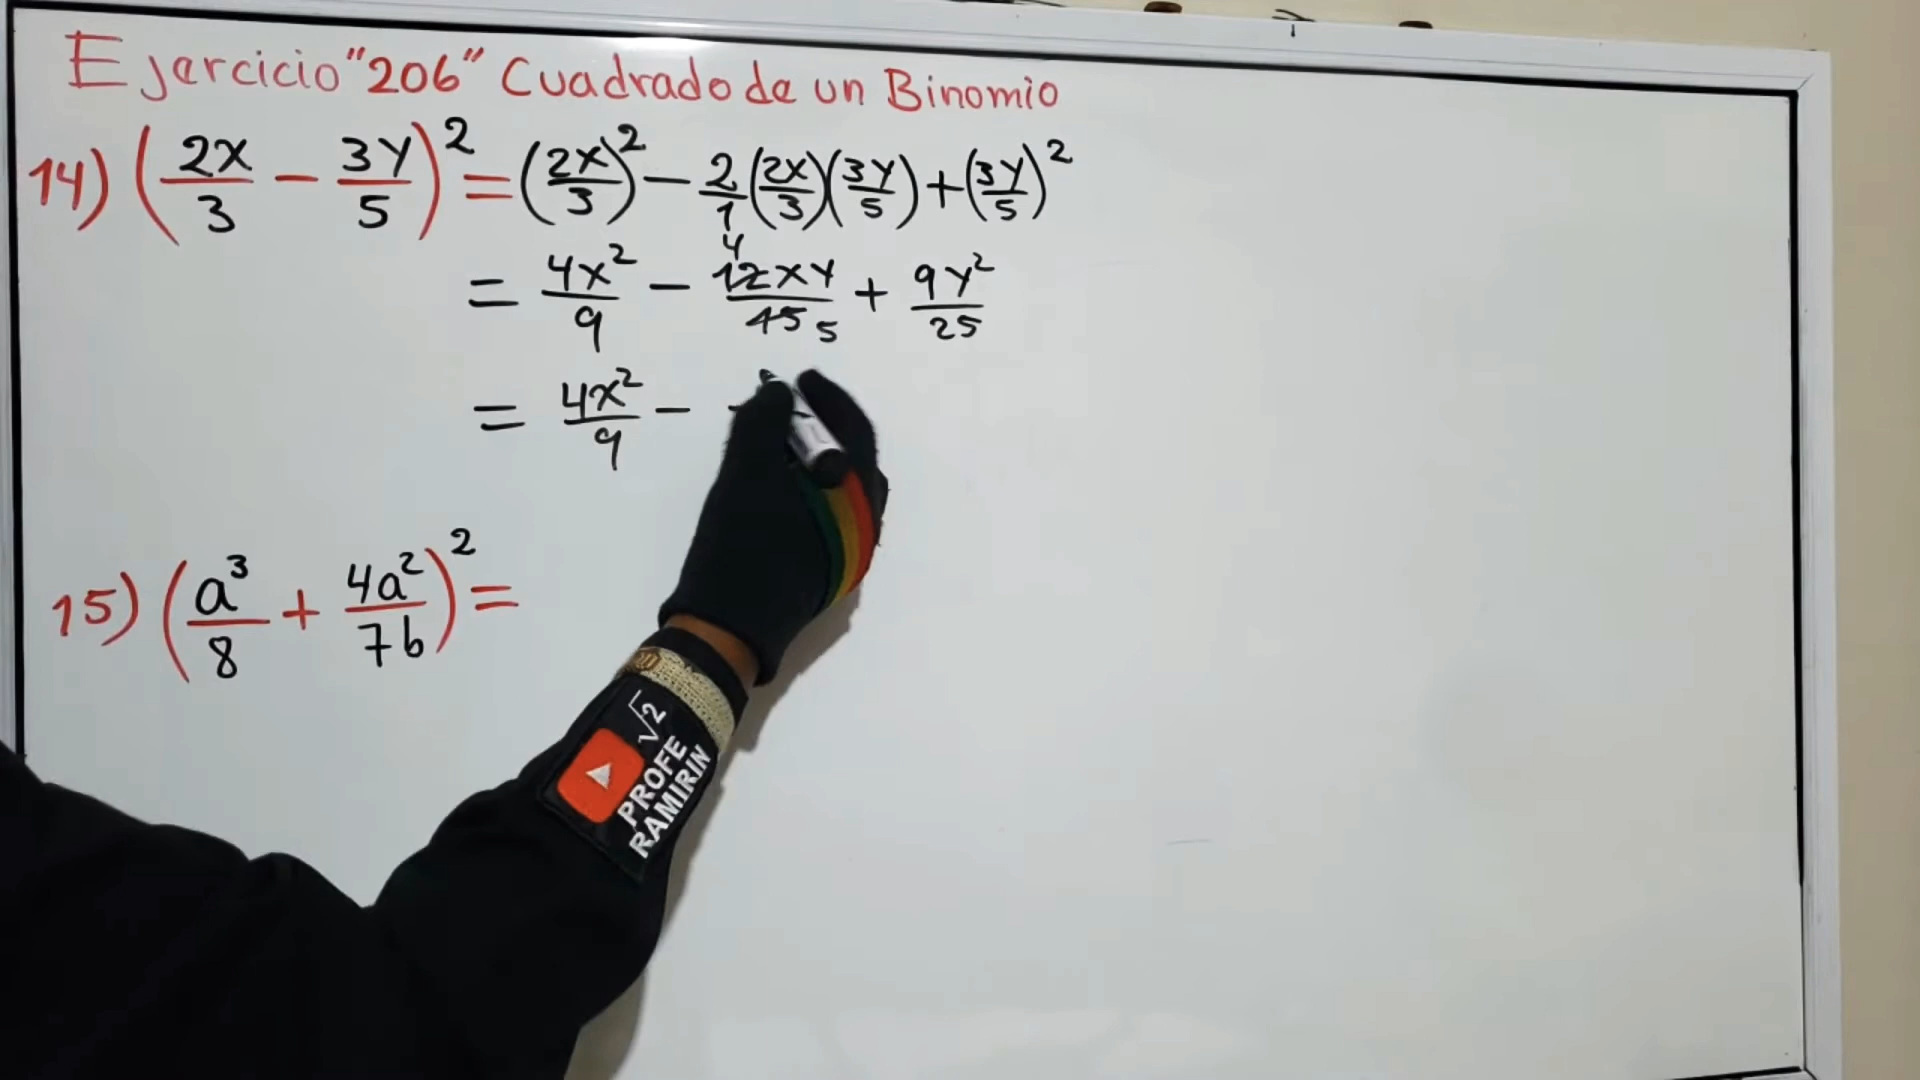 Ejercicio "206" Cuadrado de un Binomio
14) (2x/3 - 3y/5)² = (2x/3)² - 2/1 (2x/3)(3y/5) + (3y/5)²
= 4x²/9 - 4 12xy/15 5 + 9y²/25
= 4x²/9 -
15) (a³/8 + 4a²/7b)² =
√2
PROFE
RAMIRIN